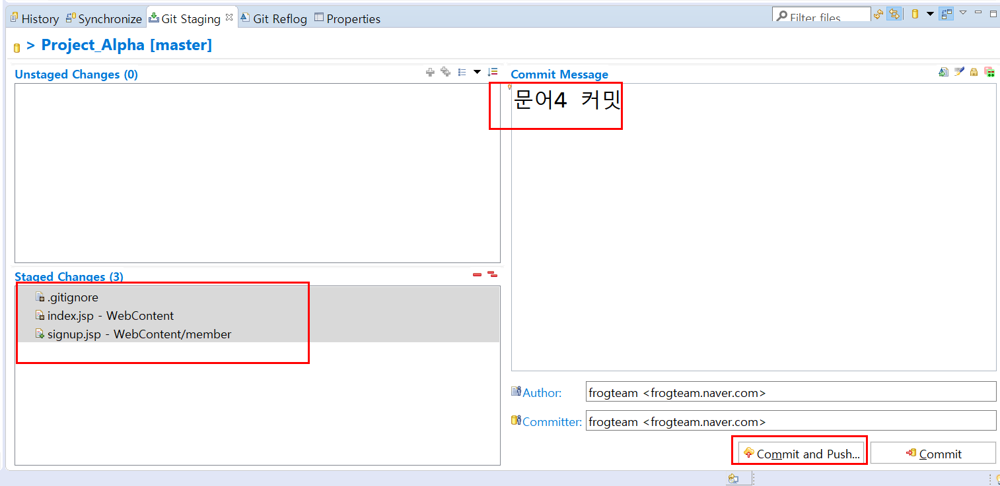 History Synchronize Git Staging Git Reflog Properties Filter files
> Project_Alpha [master]
Unstaged Changes (0)
Staged Changes (3)
.gitignore
index.jsp - WebContent
signup.jsp - WebContent/member
Commit Message
문어4 커밋
Author: frogteam <frogteam.naver.com>
Committer: frogteam <frogteam.naver.com>
Commit and Push... Commit